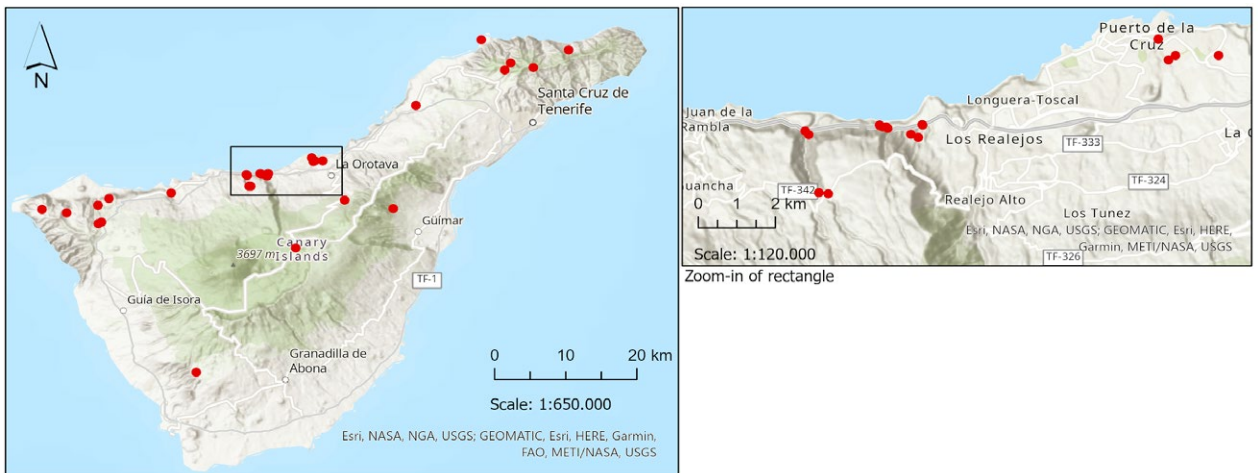 N
Santa Cruz de
Tenerife
La Orotava
Güímar
Canary
3697 m
Islands
TF-1
Guía de Isora
Granadilla de
Abona
0 10 20 km
Scale: 1:650.000
Esri, NASA, NGA, USGS; GEOMATIC, Esri, HERE, Garmin,
FAO, METI/NASA, USGS
Puerto de la
Cruz
Longuera-Toscal
Juan de la
Rambla
Los Realejos
TF-333
La
Guancha
TF-342
TF-324
Realejo Alto
0 1 2 km
Los Tunez
Esri, NASA, NGA, USGS; GEOMATIC, Esri, HERE,
Garmin, METI/NASA, USGS
Scale: 1:120.000
TF-326
Zoom-in of rectangle